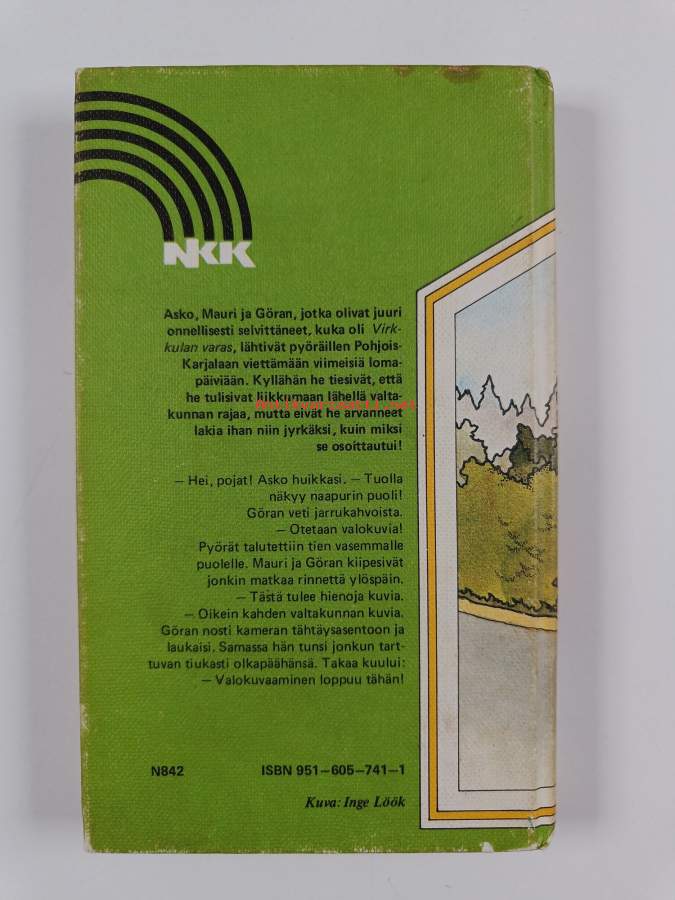 NKK
Asko, Mauri ja Göran, jotka olivat juuri
onnellisesti selvittäneet, kuka oli Virk-
kulan varas, lähtivät pyöräillen Pohjois-
Karjalaan viettämään viimeisiä loma-
päiviään. Kyllähän he tiesivät, että
he tulisivat liikkumaan lähellä valta-
kunnan rajaa, mutta eivät he arvanneet
lakia ihan niin jyrkäksi, kuin miksi
se osoittautui!
— Hei, pojat! Asko huikkasi. — Tuolla
näkyy naapurin puoli!
Göran veti jarrukahvoista.
— Otetaan valokuvia!
Pyörät talutettiin tien vasemmalle
puolelle. Mauri ja Göran kiipesivät
jonkin matkaa rinnettä ylöspäin.
— Tästä tulee hienoja kuvia.
— Oikein kahden valtakunnan kuvia.
Göran nosti kameran tähtäysasentoon ja
laukaisi. Samassa hän tunsi jonkun tart-
tuvan tiukasti olkapäähänsä. Takaa kuului:
— Valokuvaaminen loppuu tähän!
N842 ISBN 951—605—741—1
Kuva: Inge Löök